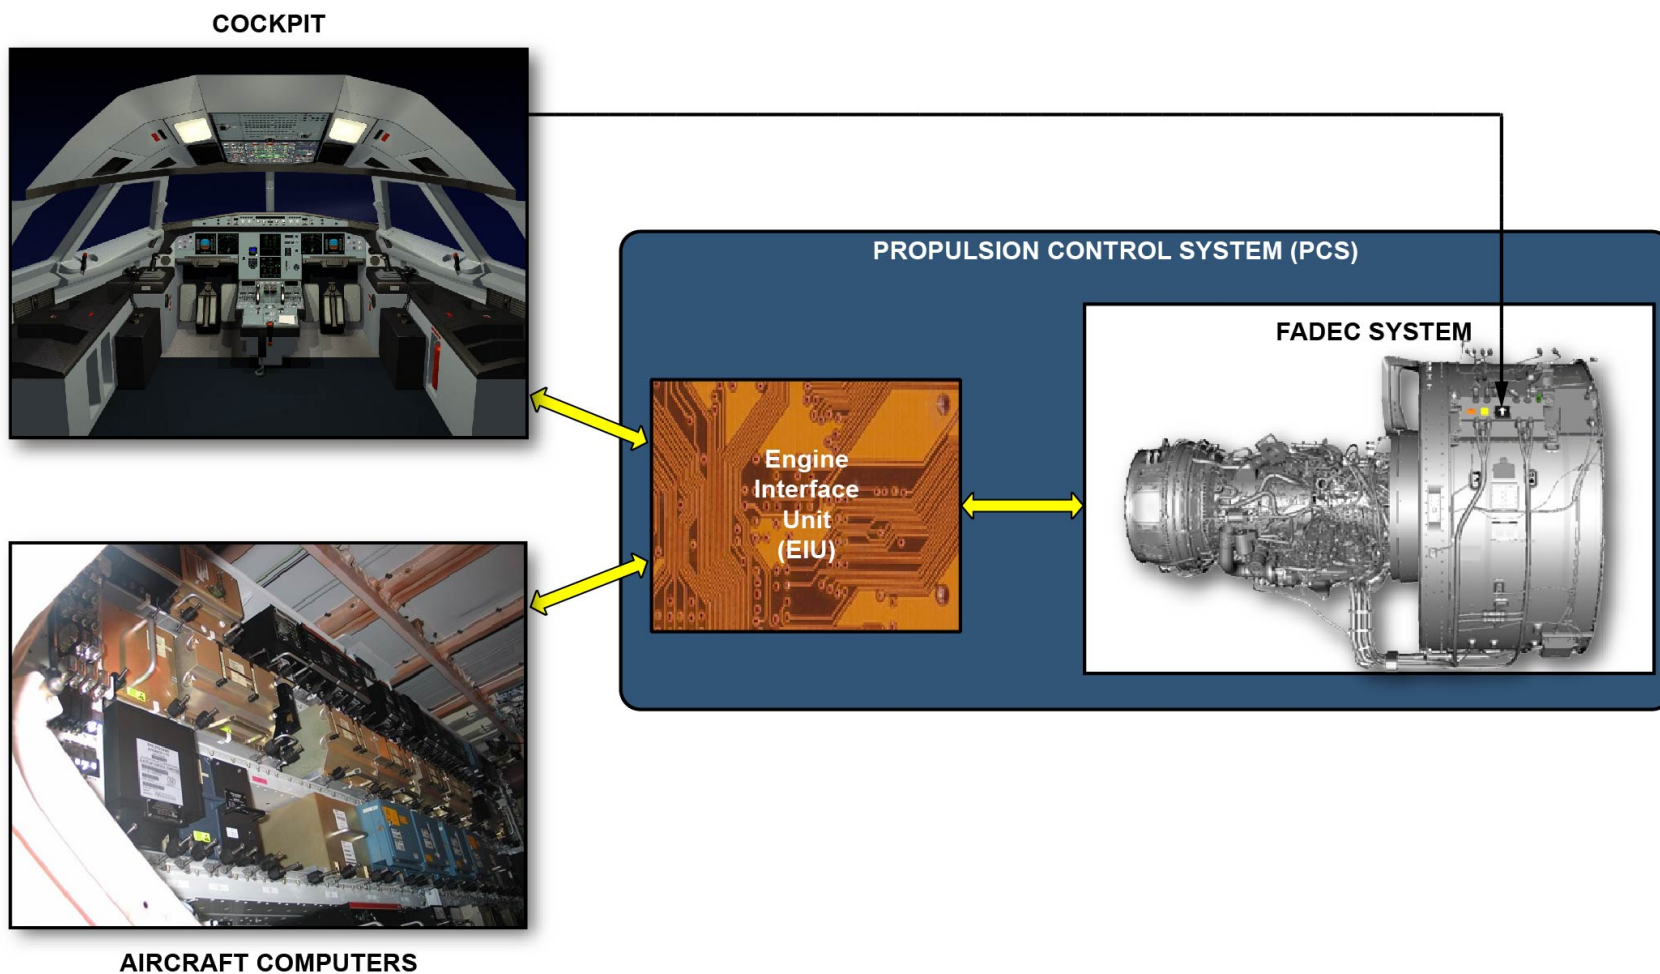 COCKPIT
PROPULSION CONTROL SYSTEM (PCS)
FADEC SYSTEM
Engine
Interface
Unit
(EIU)
AIRCRAFT COMPUTERS